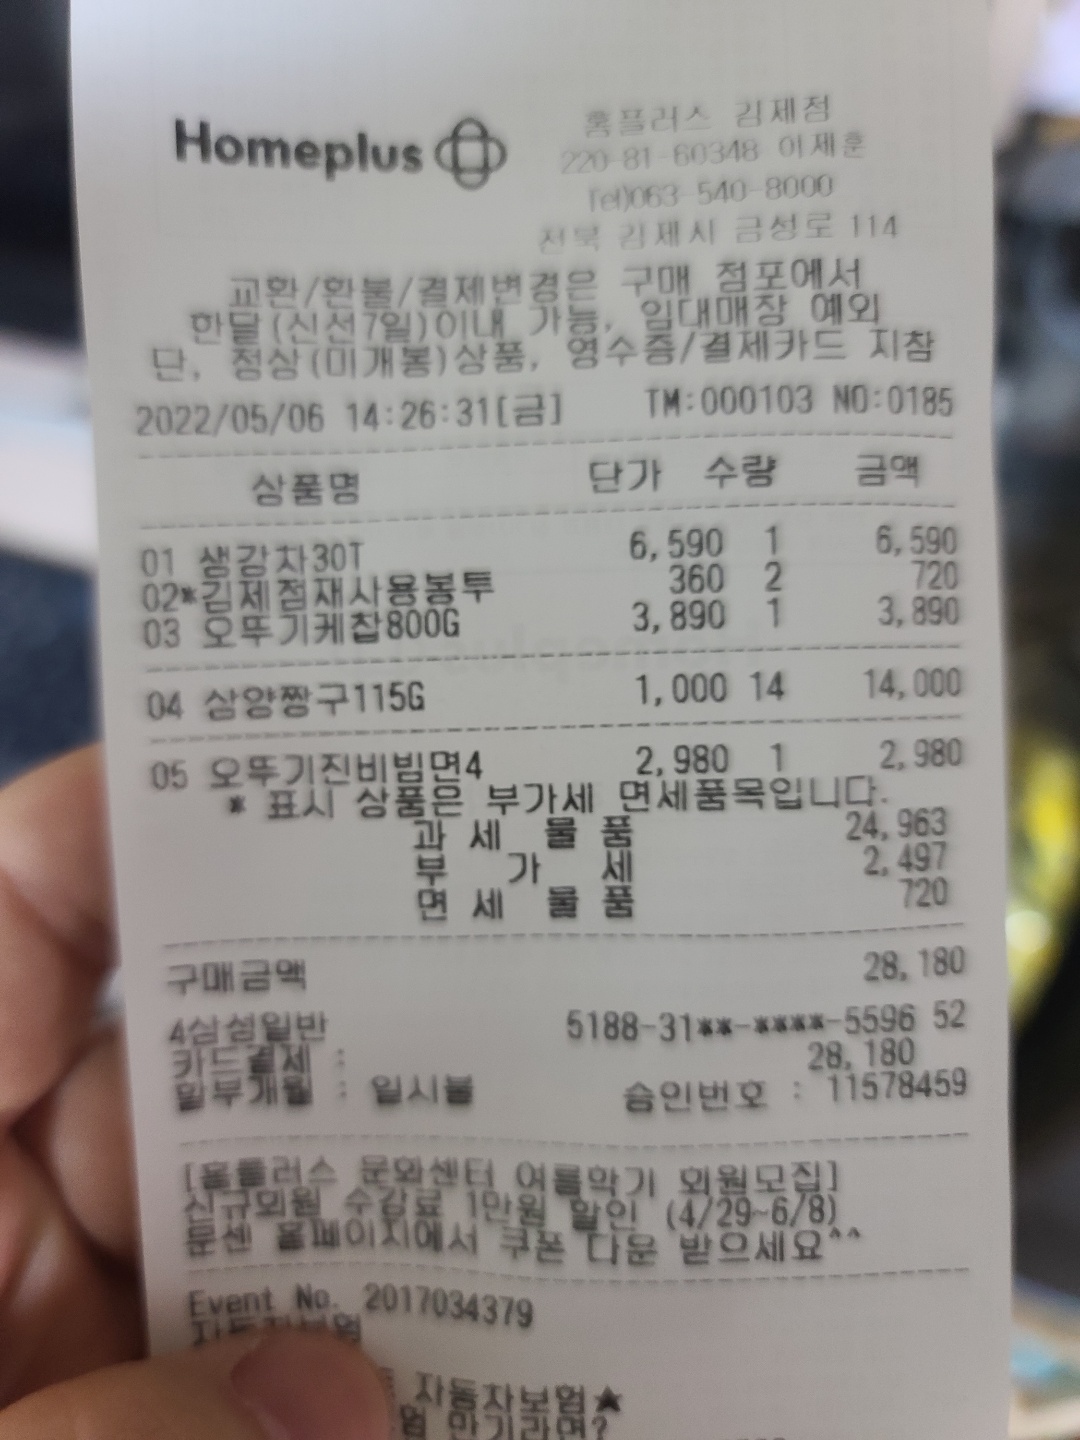 Homeplus
홈플러스 김제점
220-81-60348 이제훈
Tel)063-540-8000
전북 김제시 금성로 114
교환/환불/결제변경은 구매 점포에서
한달(신선7일)이내 가능, 임대매장 예외
단, 정상(미개봉)상품, 영수증/결제카드 지참
2022/05/06 14:26:31[금] TM:000103 NO:0185
상품명 단가 수량 금액
01 생강차30T 6,590 1 6,590
02*김제점재사용봉투 360 2 720
03 오뚜기케찹800G 3,890 1 3,890
04 삼양짱구115G 1,000 14 14,000
05 오뚜기진비빔면4 2,980 1 2,980
* 표시 상품은 부가세 면세품목입니다.
과 세 물 품 24,963
부 가 세 2,497
면 세 물 품 720
구매금액 28,180
4삼성일반 5188-31**-****-5596 52
카드결제 : 28,180
할부개월 : 일시불 승인번호 : 11578459
[홈플러스 문화센터 여름학기 회원모집]
신규회원 수강료 1만원 할인 (4/29~6/8)
문센 홈페이지에서 쿠폰 다운 받으세요^^
Event No. 2017034379
자동차보험
자동차보험★
험 만기라면?